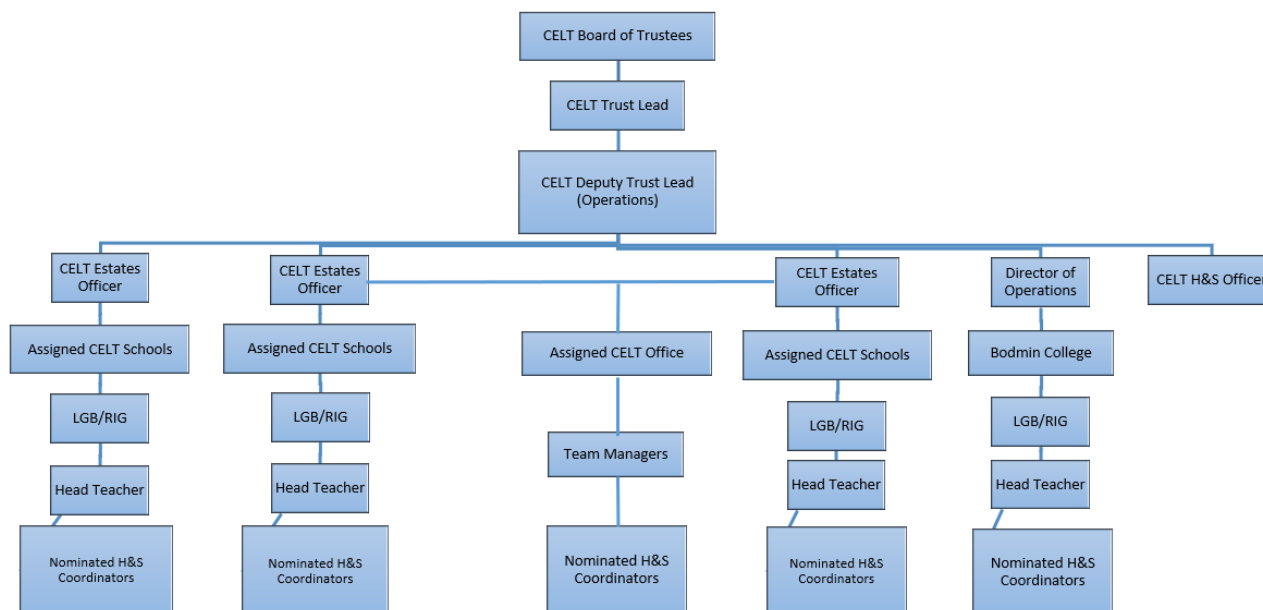 CELT Board of Trustees
CELT Trust Lead
CELT Deputy Trust Lead
(Operations)
CELT Estates
Officer
CELT Estates
Officer
CELT Estates
Officer
Director of
Operations
CELT H&S Officer
Assigned CELT Schools
Assigned CELT Schools
Assigned CELT Office
Assigned CELT Schools
Bodmin College
LGB/RIG
LGB/RIG
Team Managers
LGB/RIG
LGB/RIG
Head Teacher
Head Teacher
Head Teacher
Head Teacher
Nominated H&S
Coordinators
Nominated H&S
Coordinators
Nominated H&S
Coordinators
Nominated H&S
Coordinators
Nominated H&S
Coordinators